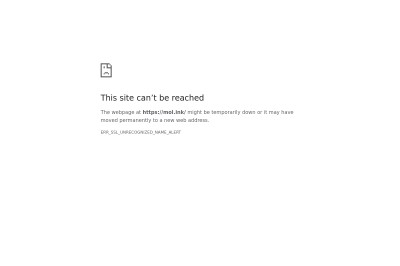 This site can't be reached
The webpage at https://moi.ink/ might be temporarily down or it may have
moved permanently to a new web address.
ERR_SSL_UNRECOGNIZED_NAME_ALERT